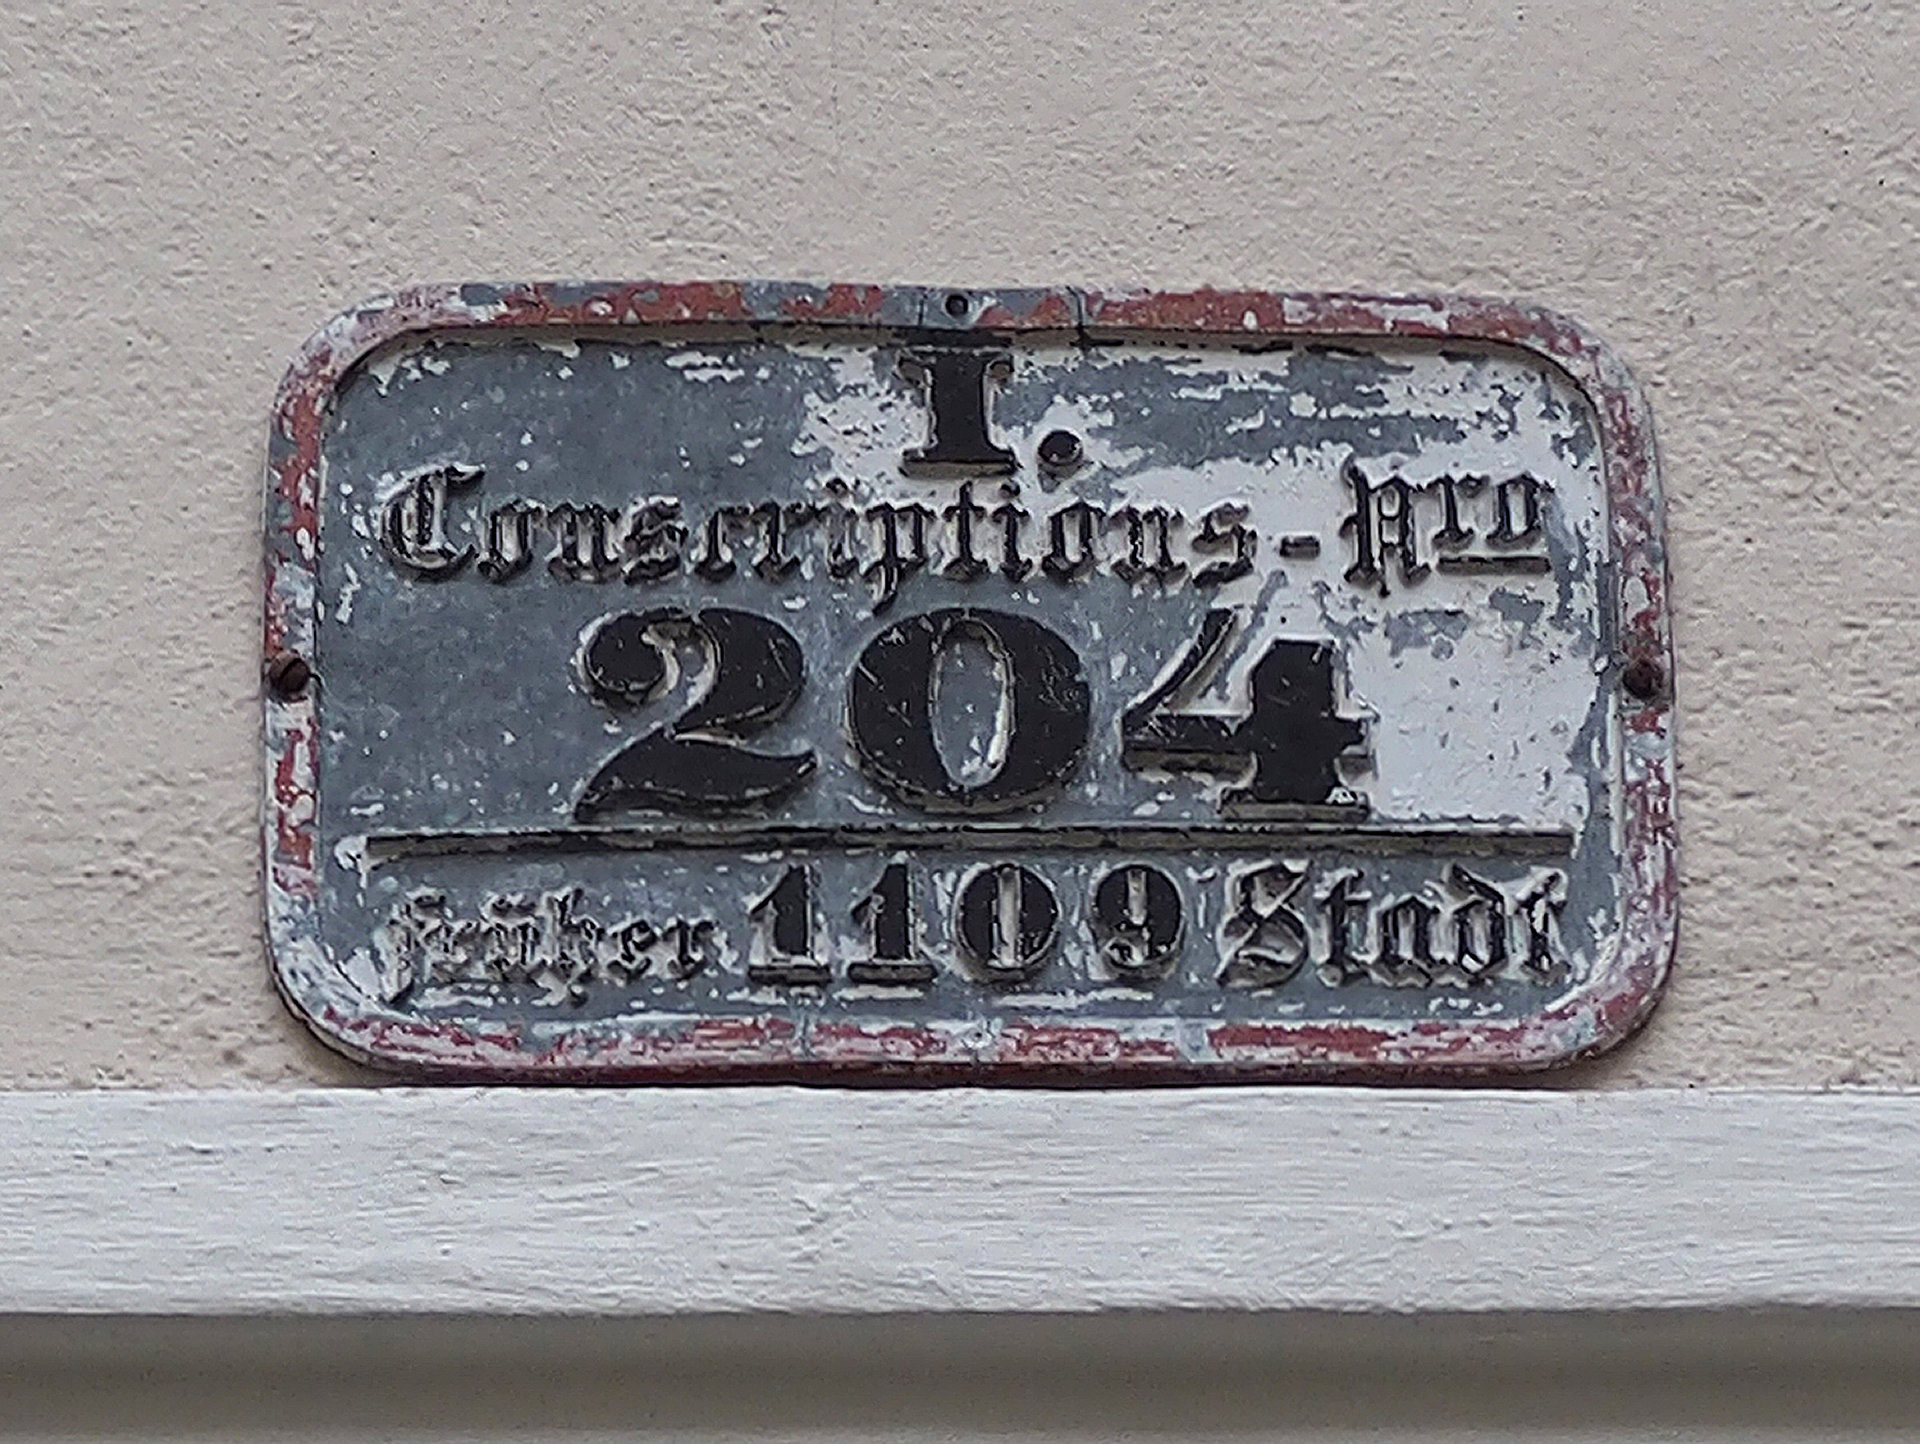 I.
Conscriptions-Nro
204
früher 1109 Stadt